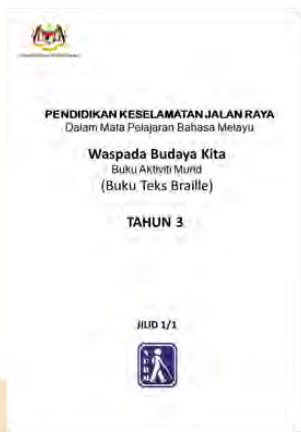 PENDIDIKAN KESELAMATAN JALAN RAYA
Dalam Mata Pelajaran Bahasa Melayu
Waspada Budaya Kita
Buku Aktiviti Murid
(Buku Teks Braille)
TAHUN 3
JILID 1/1